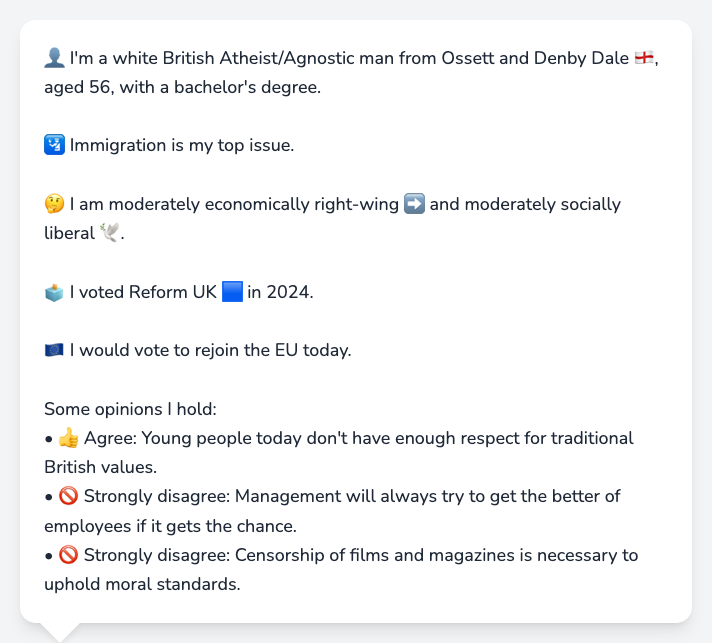 👤 I'm a white British Atheist/Agnostic man from Ossett and Denby Dale 🏴󠁧󠁢󠁥󠁮󠁧󠁿,
aged 56, with a bachelor's degree.
🛂 Immigration is my top issue.
🤔 I am moderately economically right-wing ➡️ and moderately socially
liberal 🕊️.
🗳️ I voted Reform UK 🟦 in 2024.
🇪🇺 I would vote to rejoin the EU today.
Some opinions I hold:
• 👍 Agree: Young people today don't have enough respect for traditional
British values.
• 🚫 Strongly disagree: Management will always try to get the better of
employees if it gets the chance.
• 🚫 Strongly disagree: Censorship of films and magazines is necessary to
uphold moral standards.